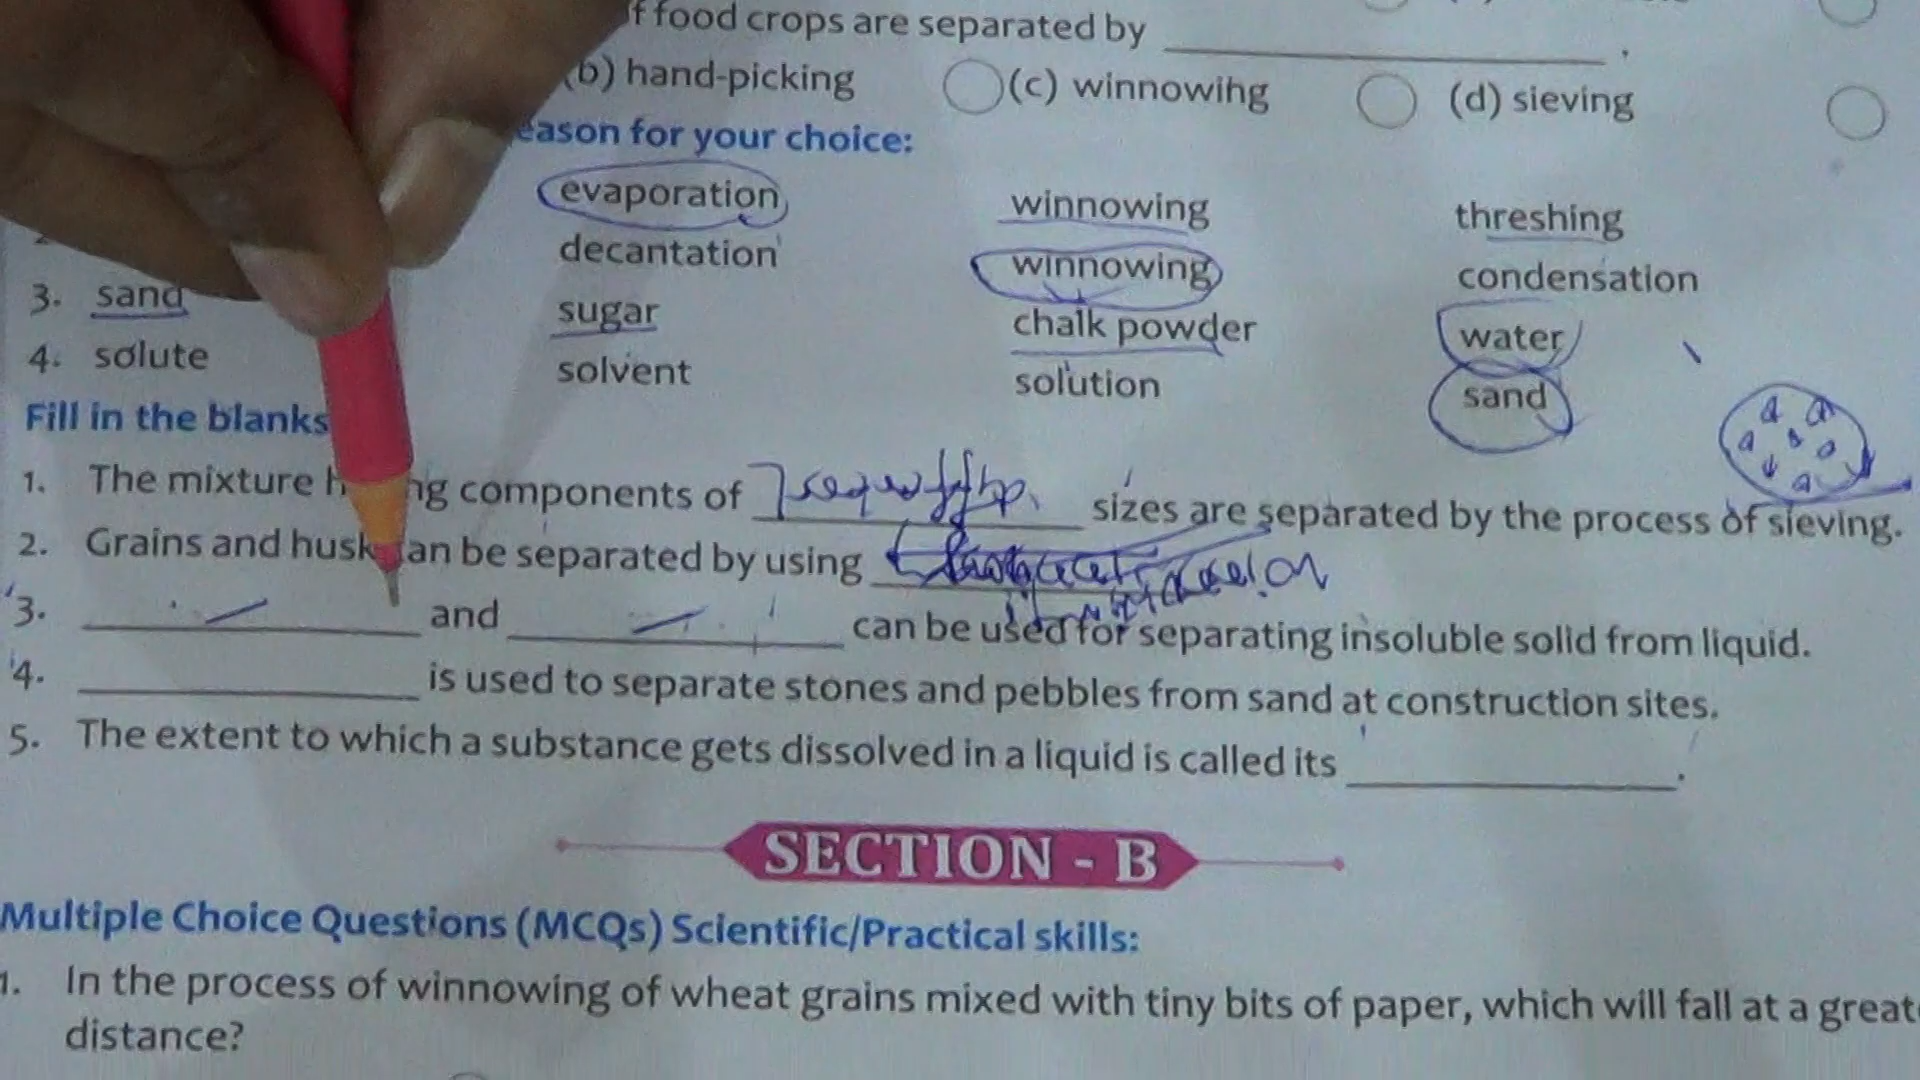 f food crops are separated by
(b) hand-picking (c) winnowing (d) sieving
eason for your choice:
evaporation winnowing threshing
decantation winnowing condensation
3. sand sugar chalk powder water
4. solute solvent solution sand
Fill in the blanks
1. The mixture h ng components of sizes are separated by the process of sieving.
2. Grains and husk an be separated by using
3. and can be used for separating insoluble solid from liquid.
4. is used to separate stones and pebbles from sand at construction sites.
5. The extent to which a substance gets dissolved in a liquid is called its .
SECTION - B
Multiple Choice Questions (MCQs) Scientific/Practical skills:
1. In the process of winnowing of wheat grains mixed with tiny bits of paper, which will fall at a great
distance?